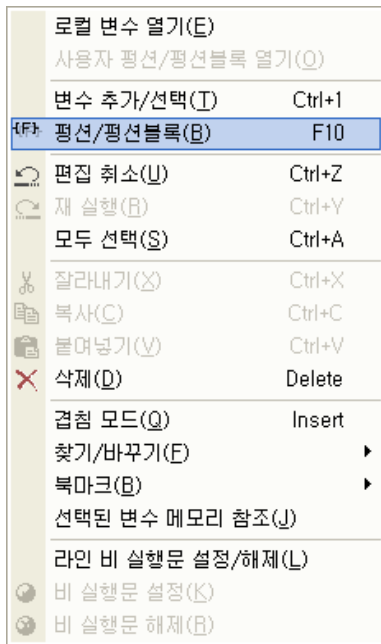 로컬 변수 열기(E)
사용자 펑션/펑션블록 열기(O)
변수 추가/선택(T) Ctrl+1
{F} 펑션/펑션블록(B) F10
편집 취소(U) Ctrl+Z
재 실행(R) Ctrl+Y
모두 선택(S) Ctrl+A
잘라내기(X) Ctrl+X
복사(C) Ctrl+C
붙여넣기(V) Ctrl+V
삭제(D) Delete
겹침 모드(Q) Insert
찾기/바꾸기(F)
북마크(B)
선택된 변수 메모리 참조(J)
라인 비 실행문 설정/해제(L)
비 실행문 설정(K)
비 실행문 해제(R)